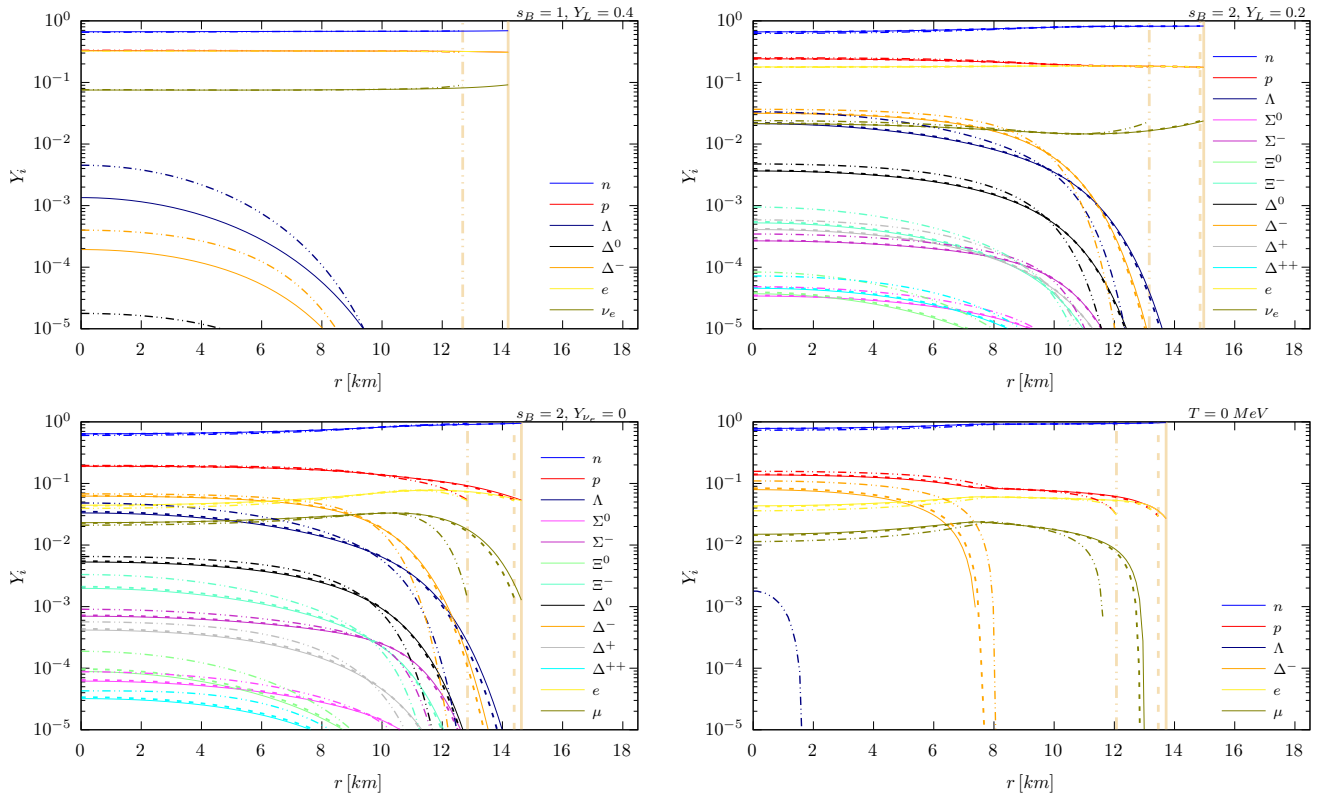 s_B = 1, Y_L = 0.4
10^0
10^-1
10^-2
10^-3
10^-4
10^-5
Y_i
n
p
Λ
Δ^0
Δ^-
e
ν_e
0 2 4 6 8 10 12 14 16 18
r [km]
s_B = 2, Y_L = 0.2
10^0
10^-1
10^-2
10^-3
10^-4
10^-5
Y_i
n
p
Λ
Σ^0
Σ^-
Ξ^0
Ξ^-
Δ^0
Δ^-
Δ^+
Δ^++
e
ν_e
0 2 4 6 8 10 12 14 16 18
r [km]
s_B = 2, Y_ν_e = 0
10^0
10^-1
10^-2
10^-3
10^-4
10^-5
Y_i
n
p
Λ
Σ^0
Σ^-
Ξ^0
Ξ^-
Δ^0
Δ^-
Δ^+
Δ^++
e
μ
0 2 4 6 8 10 12 14 16 18
r [km]
T = 0 MeV
10^0
10^-1
10^-2
10^-3
10^-4
10^-5
Y_i
n
p
Λ
Δ^-
e
μ
0 2 4 6 8 10 12 14 16 18
r [km]